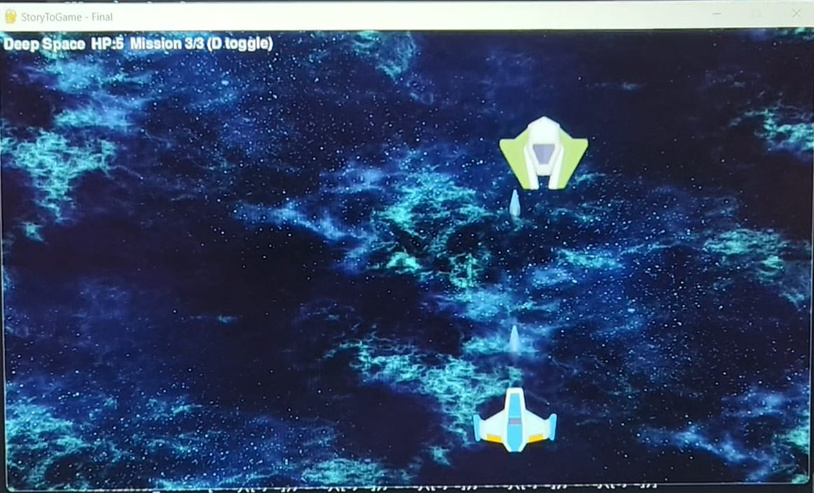 StoryToGame - Final
Deep Space HP:5 Mission 3/3 (D toggle)